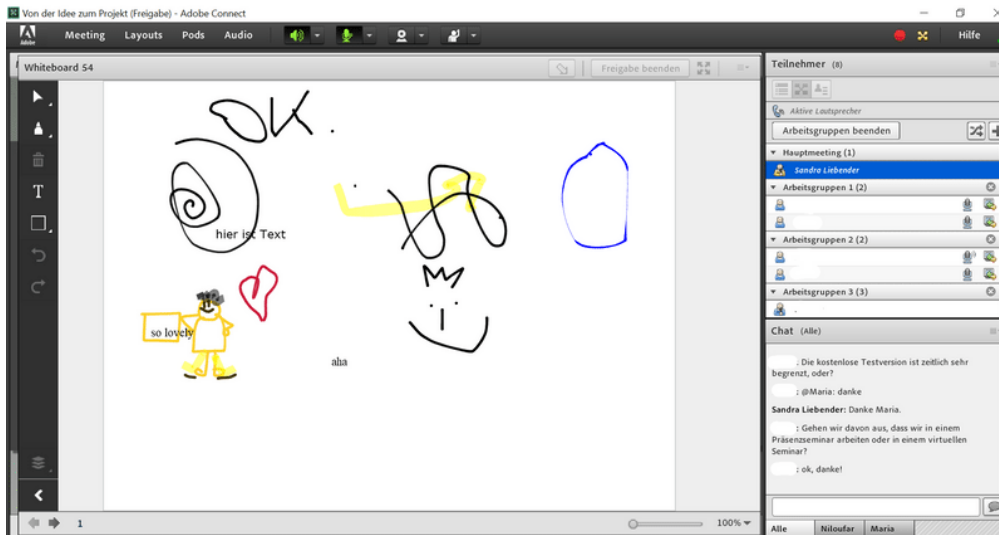 Von der Idee zum Projekt (Freigabe) - Adobe Connect
Adobe
Meeting Layouts Pods Audio Hilfe
Whiteboard 54
Freigabe beenden
OK.
hier ist Text
so lovely
aha
T
1
100%
Teilnehmer (8)
Aktive Lautsprecher
Arbeitsgruppen beenden
Hauptmeeting (1)
Sandra Liebender
Arbeitsgruppen 1 (2)
Arbeitsgruppen 2 (2)
Arbeitsgruppen 3 (3)
Chat (Alle)
. Die kostenlose Testversion ist zeitlich sehr
begrenzt, oder?
: @Maria: danke
Sandra Liebender: Danke Maria.
: Gehen wir davon aus, dass wir in einem
Präsenzseminar arbeiten oder in einem virtuellen
Seminar?
: ok, danke!
Alle Niloufar Maria